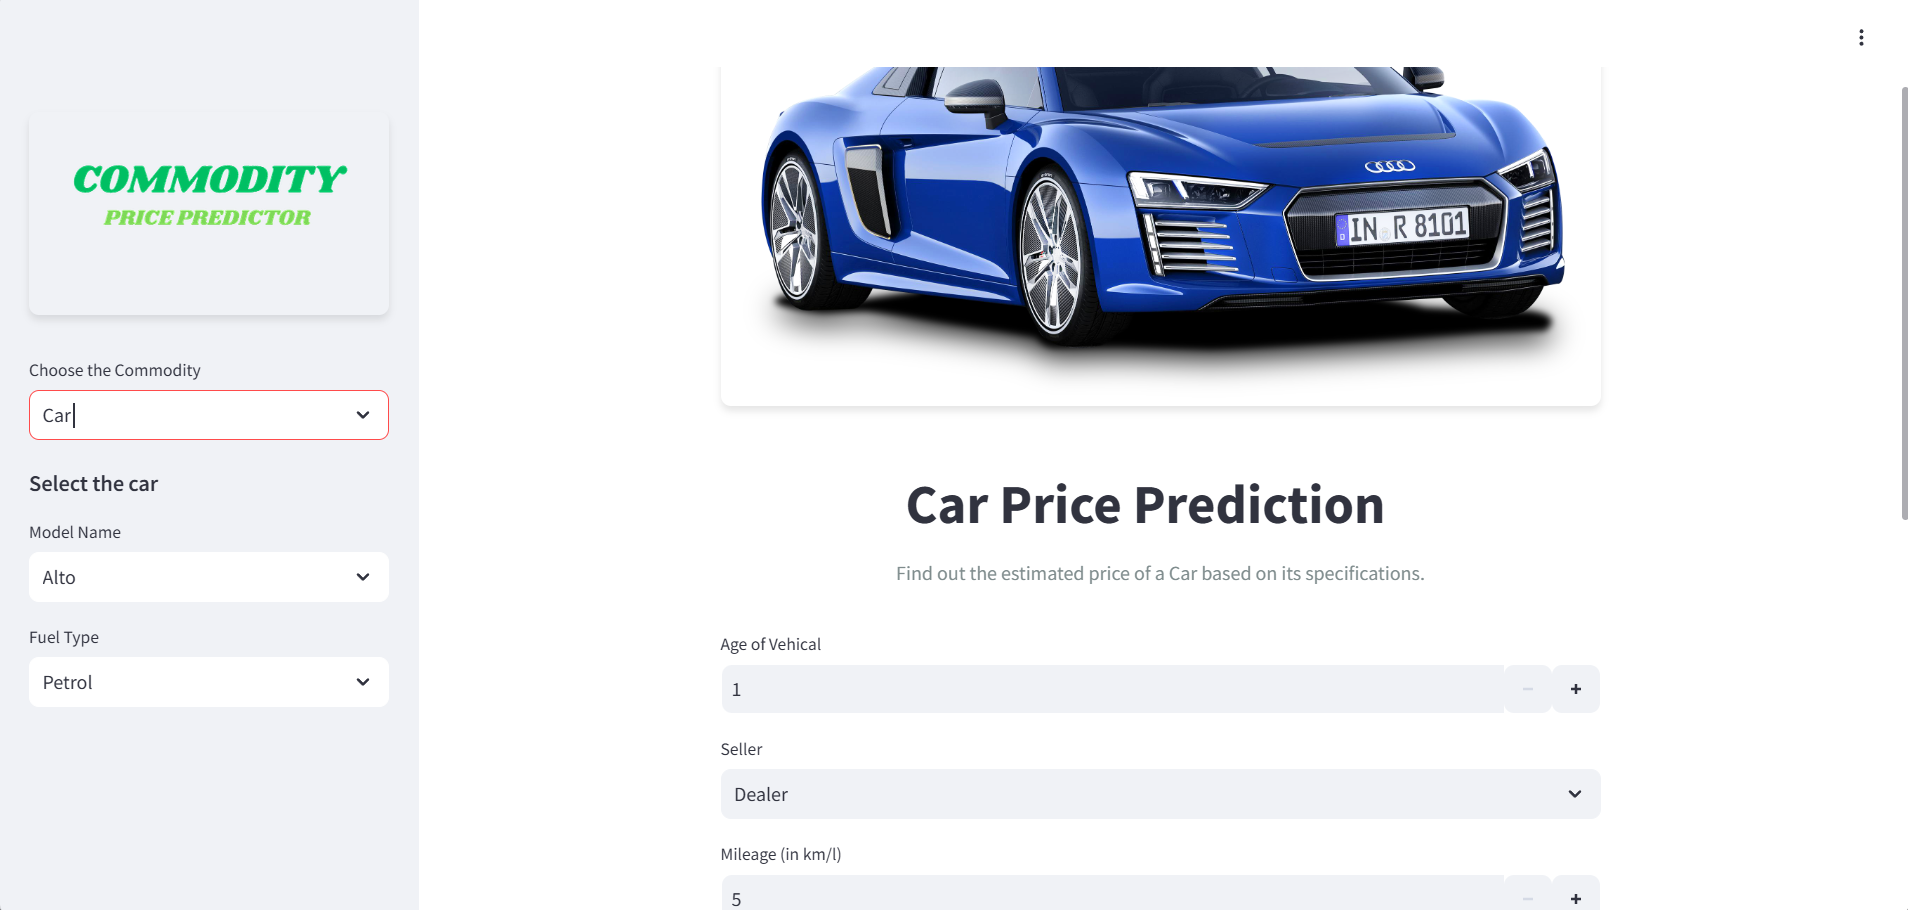 COMMODITY
PRICE PREDICTOR
Choose the Commodity
Car
Select the car
Model Name
Alto
Fuel Type
Petrol
IN R 8101
Car Price Prediction
Find out the estimated price of a Car based on its specifications.
Age of Vehical
1
Seller
Dealer
Mileage (in km/l)
5